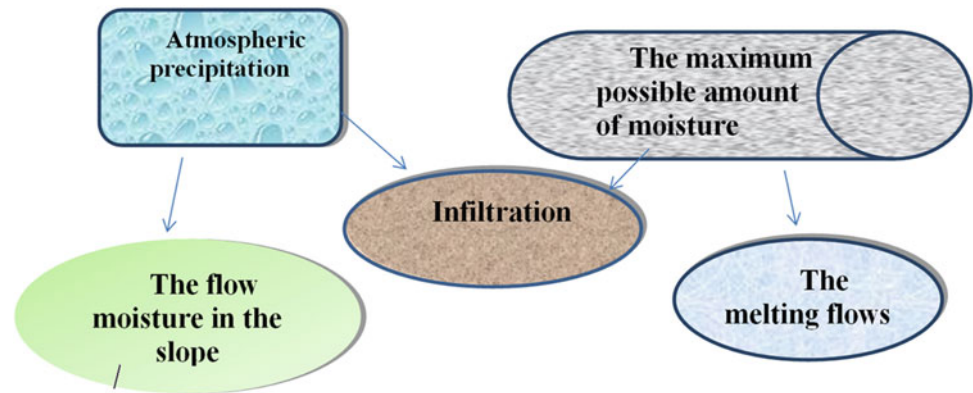 Atmospheric
precipitation
The maximum
possible amount
of moisture
Infiltration
The flow
moisture in the
slope
The
melting flows